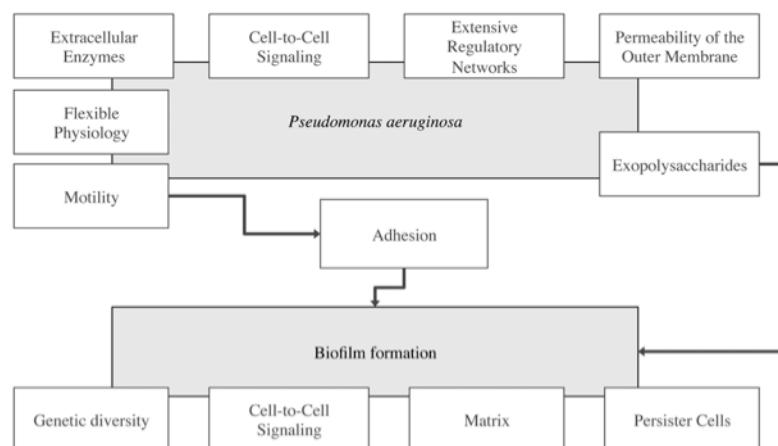 Extracellular
Enzymes
Cell-to-Cell
Signaling
Extensive
Regulatory
Networks
Permeability of the
Outer Membrane
Flexible
Physiology
Pseudomonas aeruginosa
Exopolysaccharides
Motility
Adhesion
Biofilm formation
Genetic diversity
Cell-to-Cell
Signaling
Matrix
Persister Cells